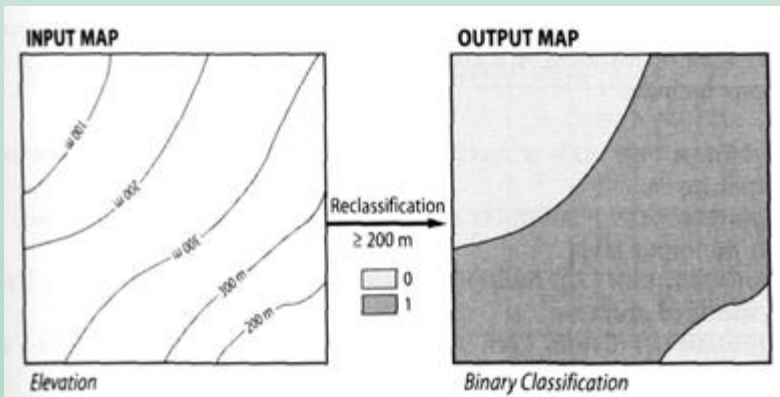 INPUT MAP
100 m
200 m
300 m
300 m
200 m
Elevation
Reclassification
≥ 200 m
0
1
OUTPUT MAP
Binary Classification